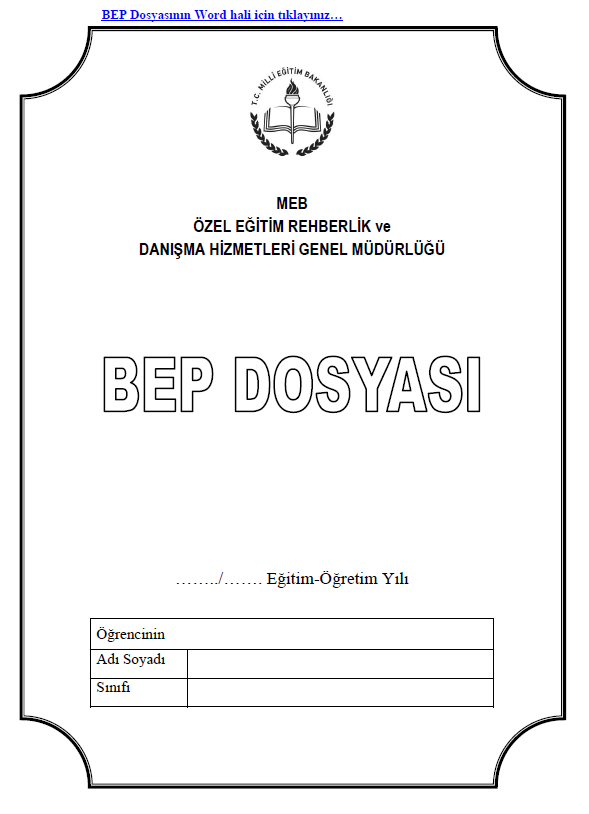 BEP Dosyasının Word hali için tıklayınız…
T.C. MİLLİ EĞİTİM BAKANLIĞI
MEB
ÖZEL EĞİTİM REHBERLİK ve
DANIŞMA HİZMETLERİ GENEL MÜDÜRLÜĞÜ
BEP DOSYASI
……../……. Eğitim-Öğretim Yılı
Öğrencinin
Adı Soyadı
Sınıfı